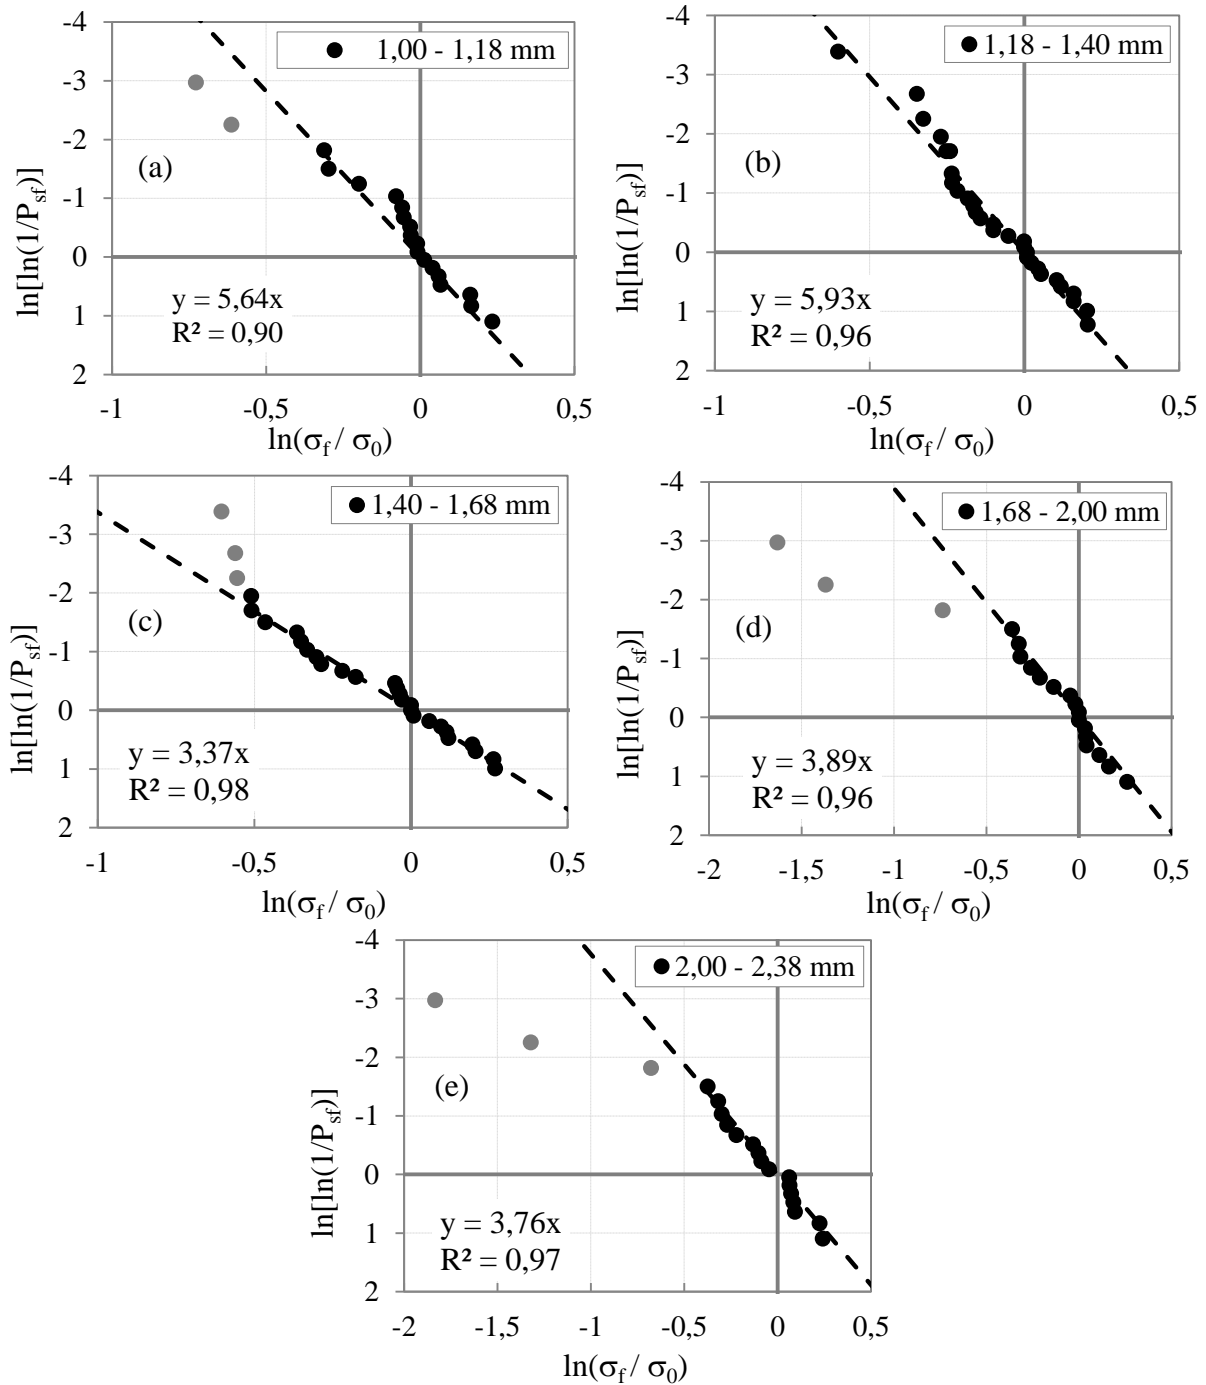 1,00 - 1,18 mm
-4
-3
-2
-1
0
1
2
(a)
ln[ln(1/P_sf)]
y = 5,64x
R² = 0,90
-1 -0,5 0 0,5
ln(σ_f / σ_0)
1,18 - 1,40 mm
-4
-3
-2
-1
0
1
2
(b)
ln[ln(1/P_sf)]
y = 5,93x
R² = 0,96
-1 -0,5 0 0,5
ln(σ_f / σ_0)
1,40 - 1,68 mm
-4
-3
-2
-1
0
1
2
(c)
ln[ln(1/P_sf)]
y = 3,37x
R² = 0,98
-1 -0,5 0 0,5
ln(σ_f / σ_0)
1,68 - 2,00 mm
-4
-3
-2
-1
0
1
2
(d)
ln[ln(1/P_sf)]
y = 3,89x
R² = 0,96
-2 -1,5 -1 -0,5 0 0,5
ln(σ_f / σ_0)
2,00 - 2,38 mm
-4
-3
-2
-1
0
1
2
(e)
ln[ln(1/P_sf)]
y = 3,76x
R² = 0,97
-2 -1,5 -1 -0,5 0 0,5
ln(σ_f / σ_0)